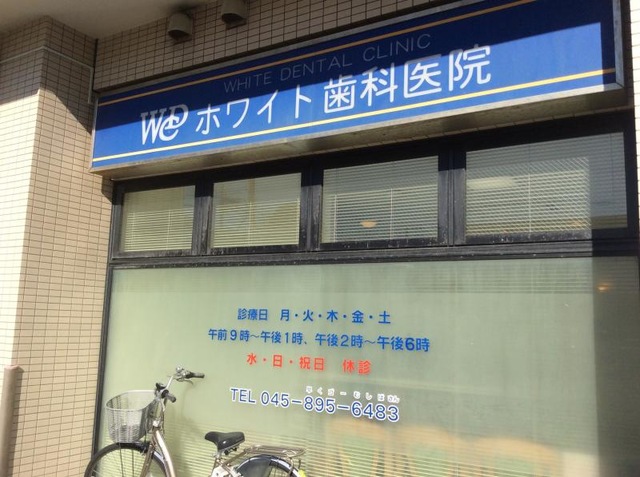 WHITE DENTAL CLINIC
WDC ホワイト歯科医院
診療日 月・火・木・金・土
午前9時〜午後1時、午後2時〜午後6時
水・日・祝日 休診
TEL 045-895-6483